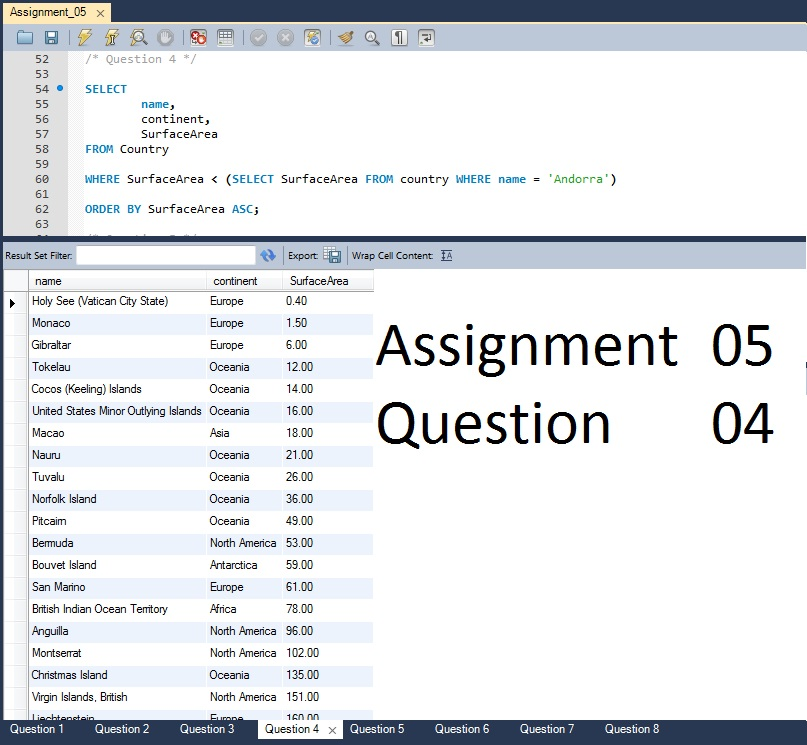 Assignment_05
52 /* Question 4 */
53
54 SELECT
55 name,
56 continent,
57 SurfaceArea
58 FROM Country
59
60 WHERE SurfaceArea < (SELECT SurfaceArea FROM country WHERE name = 'Andorra')
61
62 ORDER BY SurfaceArea ASC;
63
Result Set Filter: Export: Wrap Cell Content:
name continent SurfaceArea
Holy See (Vatican City State) Europe 0.40
Monaco Europe 1.50
Gibraltar Europe 6.00
Tokelau Oceania 12.00
Cocos (Keeling) Islands Oceania 14.00
United States Minor Outlying Islands Oceania 16.00
Macao Asia 18.00
Nauru Oceania 21.00
Tuvalu Oceania 26.00
Norfolk Island Oceania 36.00
Pitcairn Oceania 49.00
Bermuda North America 53.00
Bouvet Island Antarctica 59.00
San Marino Europe 61.00
British Indian Ocean Territory Africa 78.00
Anguilla North America 96.00
Montserrat North America 102.00
Christmas Island Oceania 135.00
Virgin Islands, British North America 151.00
Liechtenstein Europe 160.00
Assignment 05
Question 04
Question 1 Question 2 Question 3 Question 4 Question 5 Question 6 Question 7 Question 8